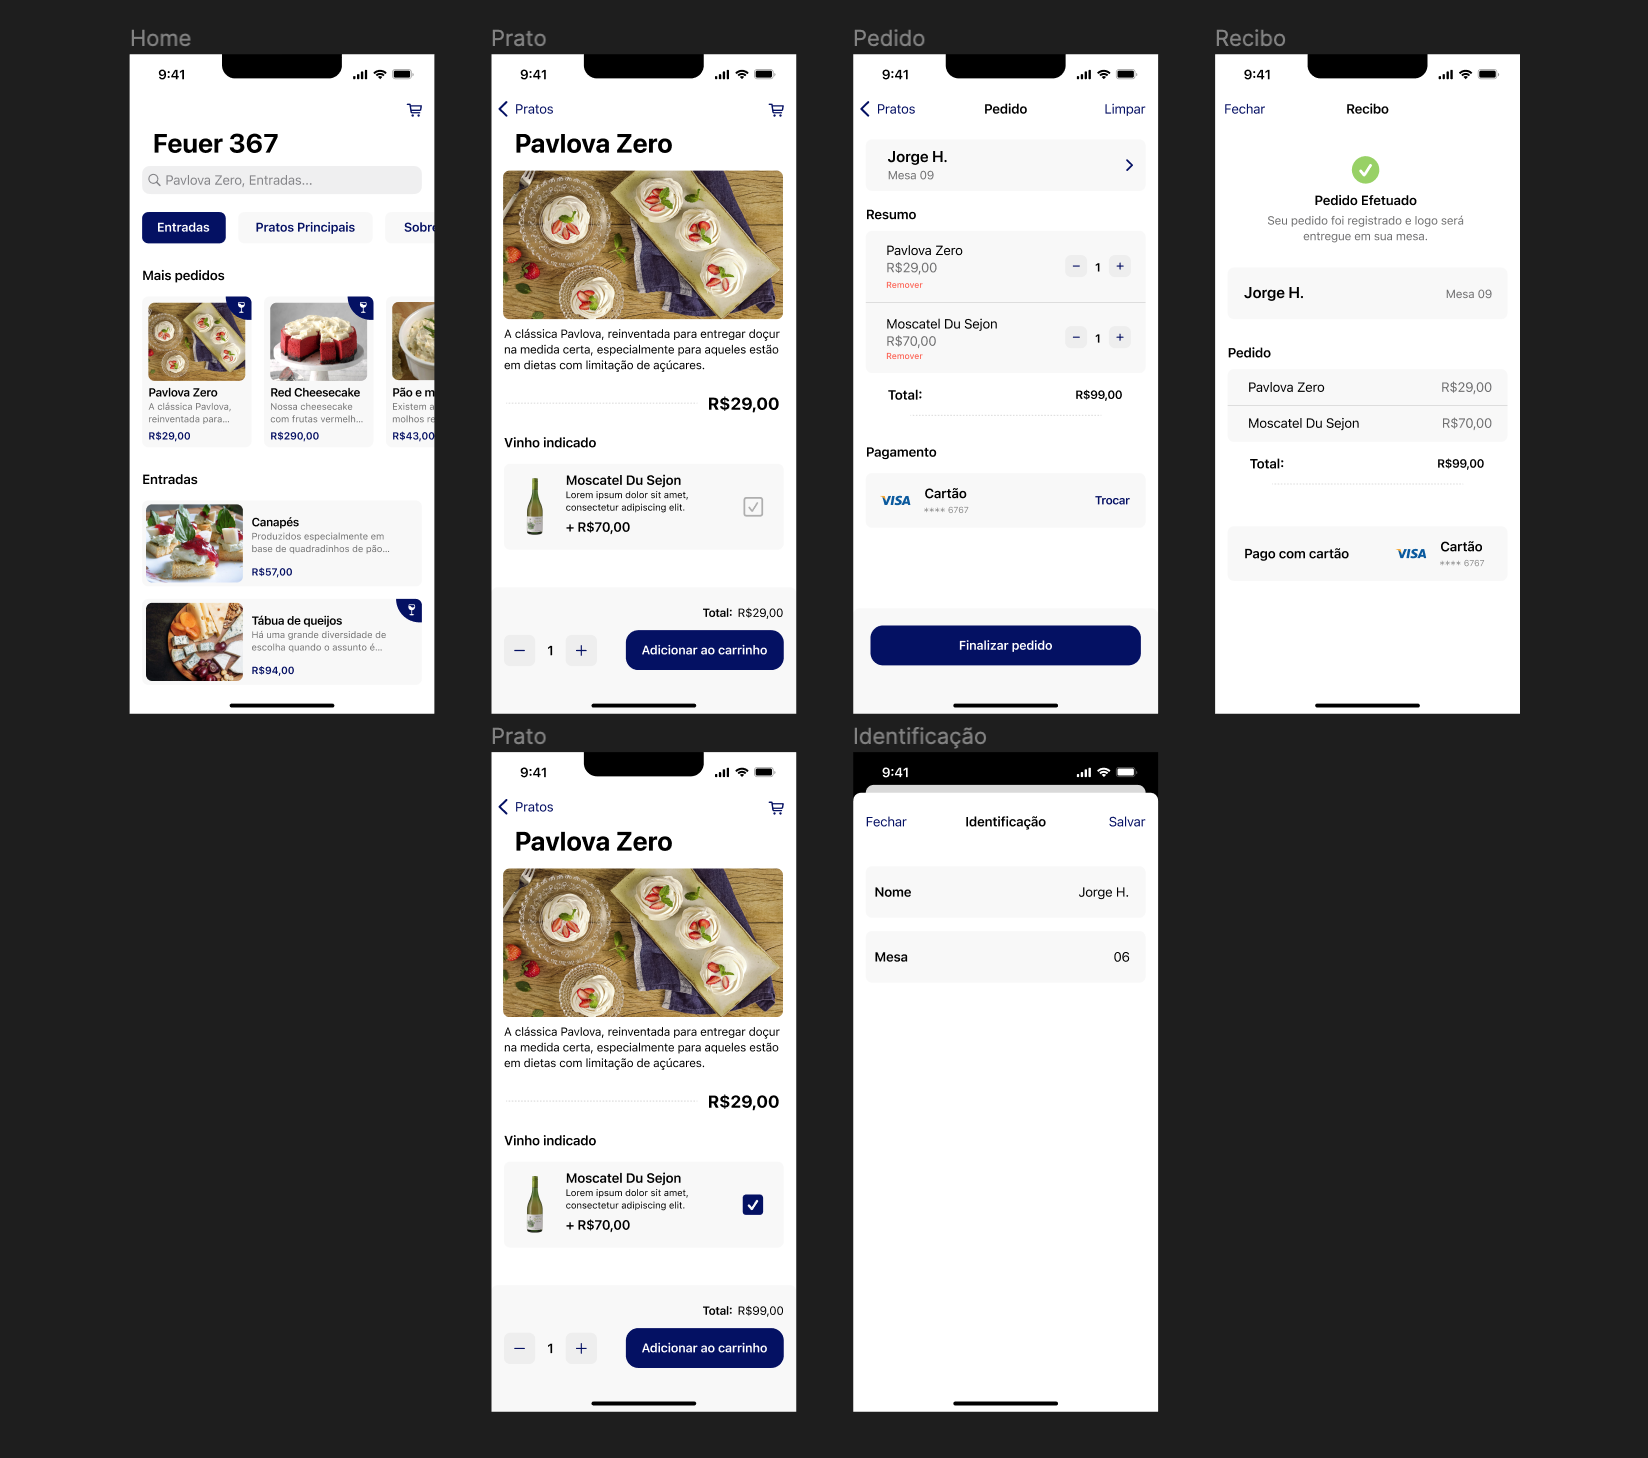 Home
9:41
Feuer 367
Pavlova Zero, Entradas...
Entradas
Pratos Principais
Sobre
Mais pedidos
Pavlova Zero
A clássica Pavlova,
reinventada para...
R$29,00
Red Cheesecake
Nossa cheesecake
com frutas vermelh...
R$290,00
Pão e m
Existem a
molhos re
R$43,00
Entradas
Canapés
Produzidos especialmente em
base de quadradinhos de pão...
R$57,00
Tábua de queijos
Há uma grande diversidade de
escolha quando o assunto é...
R$94,00
Prato
9:41
Pratos
Pavlova Zero
A clássica Pavlova, reinventada para entregar doçur
na medida certa, especialmente para aqueles estão
em dietas com limitação de açúcares.
R$29,00
Vinho indicado
Moscatel Du Sejon
Lorem ipsum dolor sit amet,
consectetur adipiscing elit.
+ R$70,00
Total: R$29,00
1
Adicionar ao carrinho
Pedido
9:41
Pratos
Pedido
Limpar
Jorge H.
Mesa 09
Resumo
Pavlova Zero
R$29,00
Remover
− 1 +
Moscatel Du Sejon
R$70,00
Remover
− 1 +
Total: R$99,00
Pagamento
VISA
Cartão
**** 6767
Trocar
Finalizar pedido
Recibo
9:41
Fechar
Recibo
Pedido Efetuado
Seu pedido foi registrado e logo será
entregue em sua mesa.
Jorge H. Mesa 09
Pedido
Pavlova Zero R$29,00
Moscatel Du Sejon R$70,00
Total: R$99,00
Pago com cartão
VISA
Cartão
**** 6767
Prato
9:41
Pratos
Pavlova Zero
A clássica Pavlova, reinventada para entregar doçur
na medida certa, especialmente para aqueles estão
em dietas com limitação de açúcares.
R$29,00
Vinho indicado
Moscatel Du Sejon
Lorem ipsum dolor sit amet,
consectetur adipiscing elit.
+ R$70,00
Total: R$99,00
1
Adicionar ao carrinho
Identificação
9:41
Fechar
Identificação
Salvar
Nome Jorge H.
Mesa 06